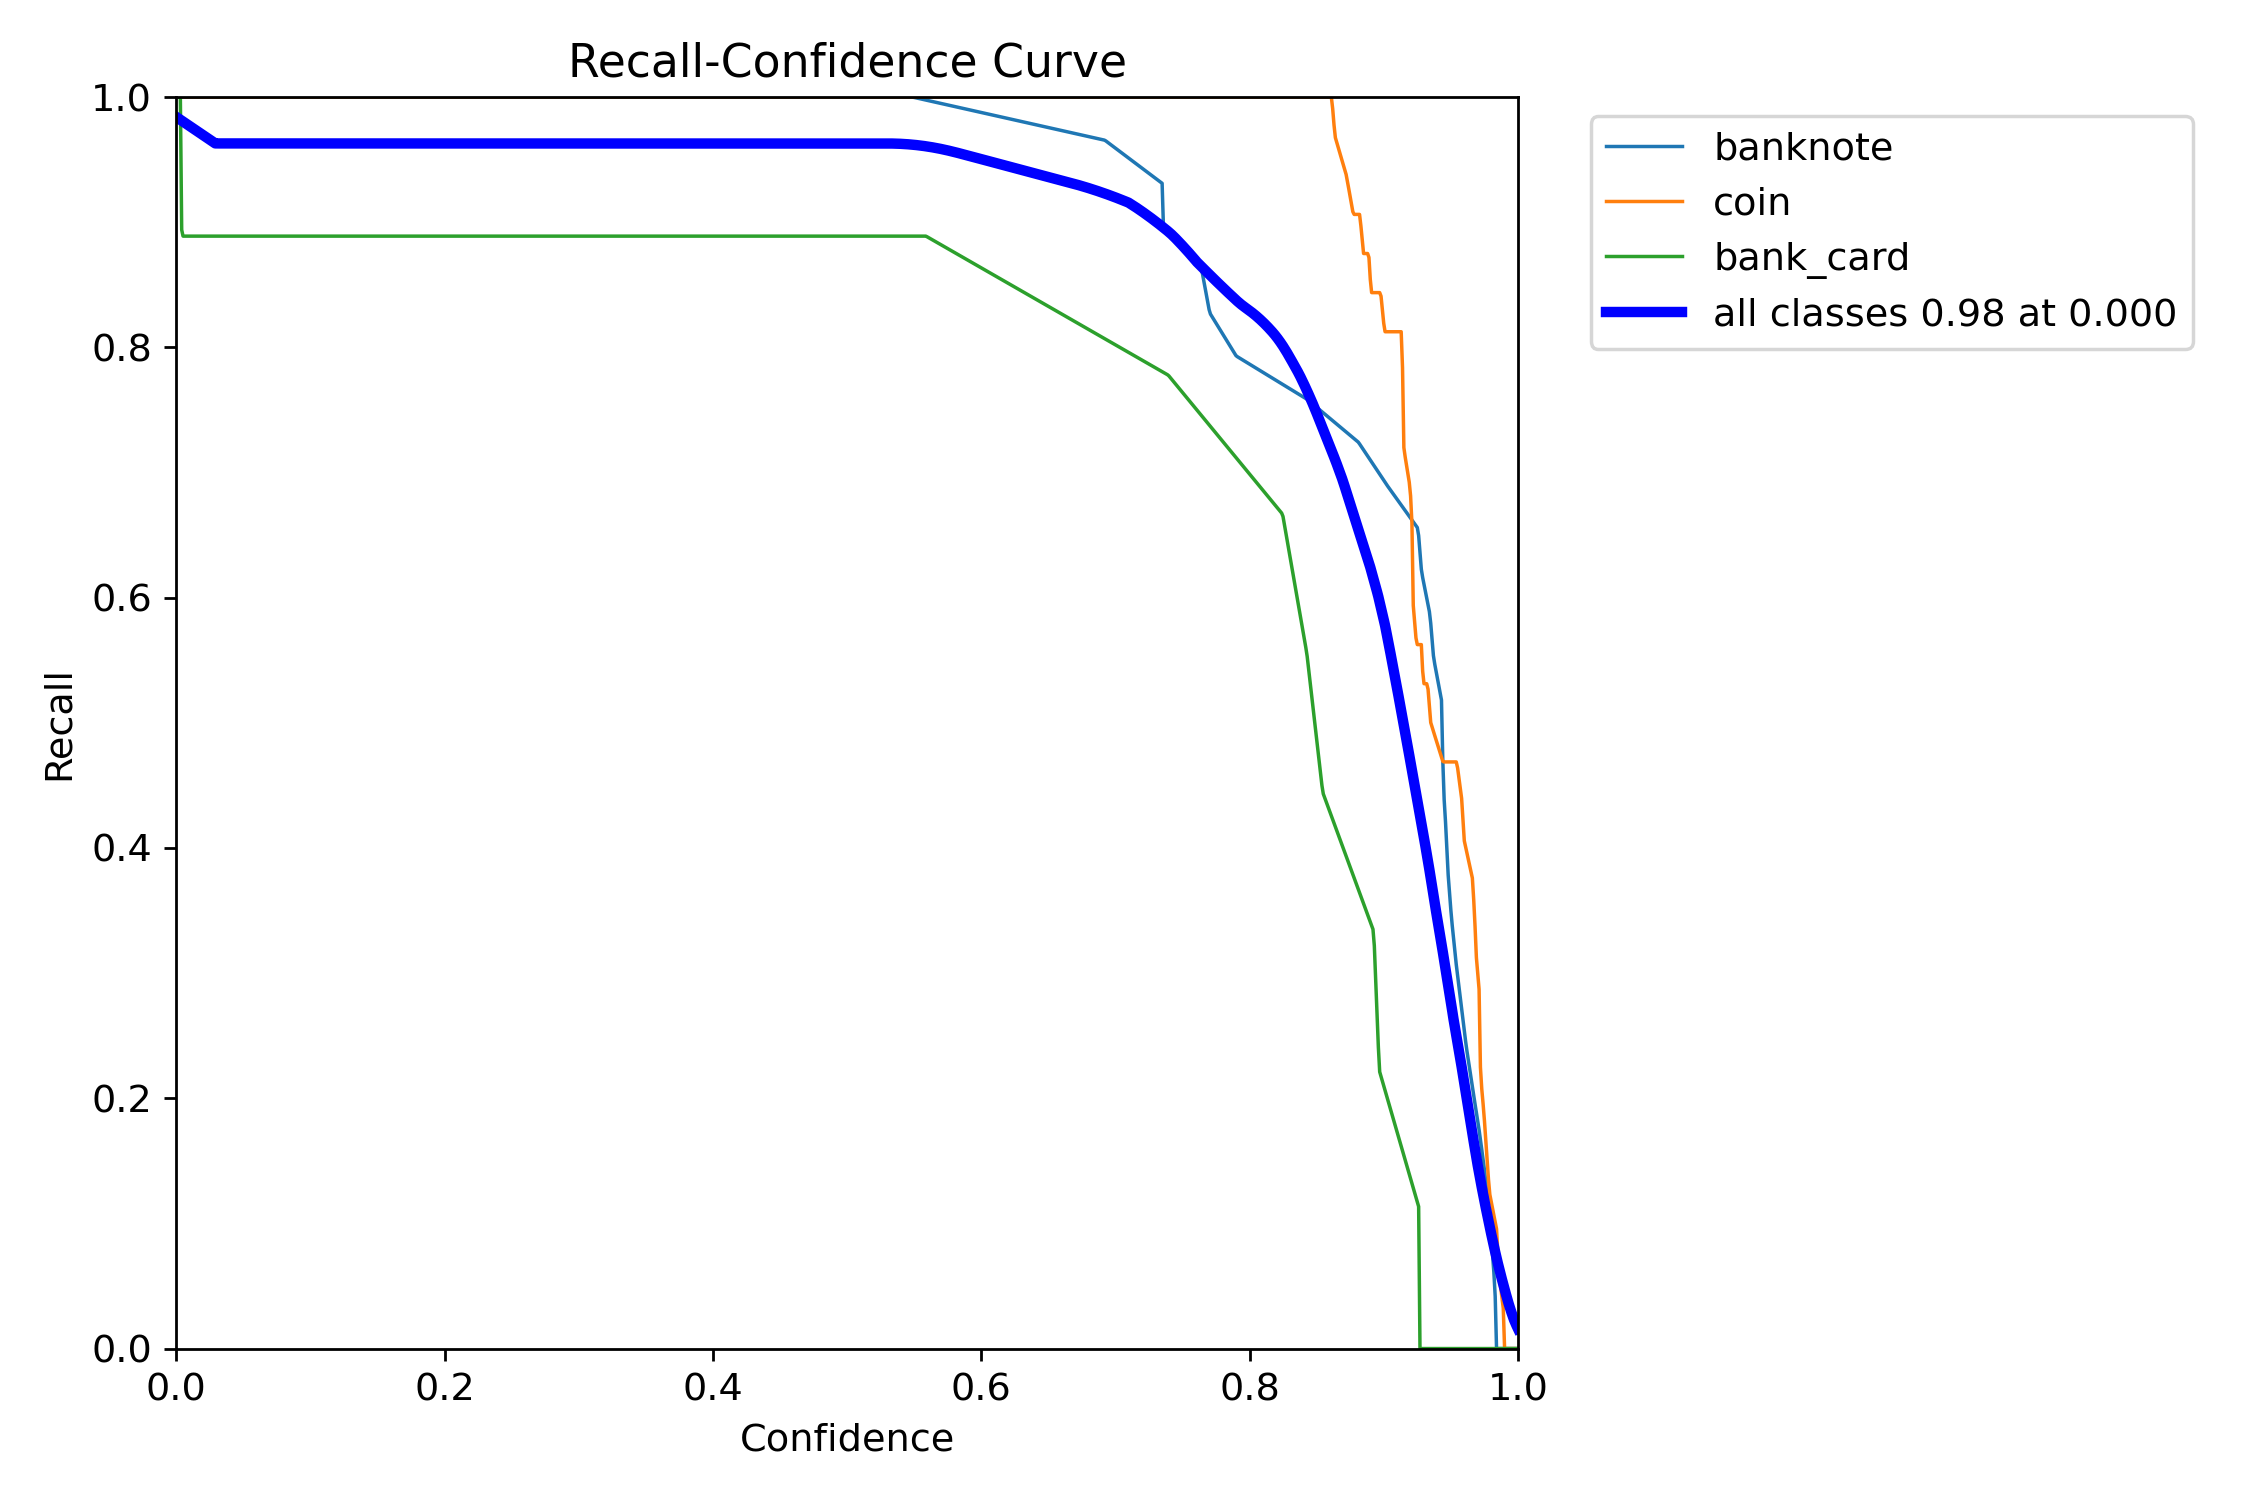 Recall-Confidence Curve
1.0
0.8
0.6
0.4
0.2
0.0
Recall
0.0 0.2 0.4 0.6 0.8 1.0
Confidence
banknote
coin
bank_card
all classes 0.98 at 0.000